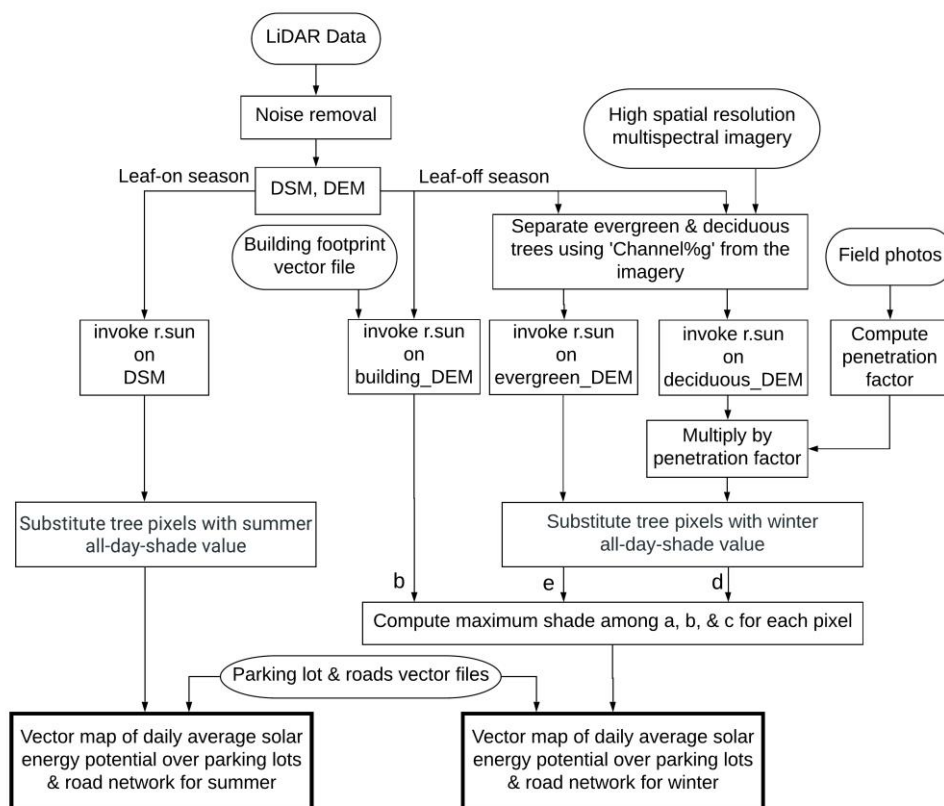 LiDAR Data
Noise removal
High spatial resolution
multispectral imagery
Leaf-on season
DSM, DEM
Leaf-off season
Separate evergreen & deciduous
trees using 'Channel%g' from the
imagery
Building footprint
vector file
Field photos
invoke r.sun
on
DSM
invoke r.sun
on
building_DEM
invoke r.sun
on
evergreen_DEM
invoke r.sun
on
deciduous_DEM
Compute
penetration
factor
Multiply by
penetration factor
Substitute tree pixels with summer
all-day-shade value
Substitute tree pixels with winter
all-day-shade value
b
e
d
Compute maximum shade among a, b, & c for each pixel
Parking lot & roads vector files
Vector map of daily average solar
energy potential over parking lots
& road network for summer
Vector map of daily average solar
energy potential over parking lots
& road network for winter